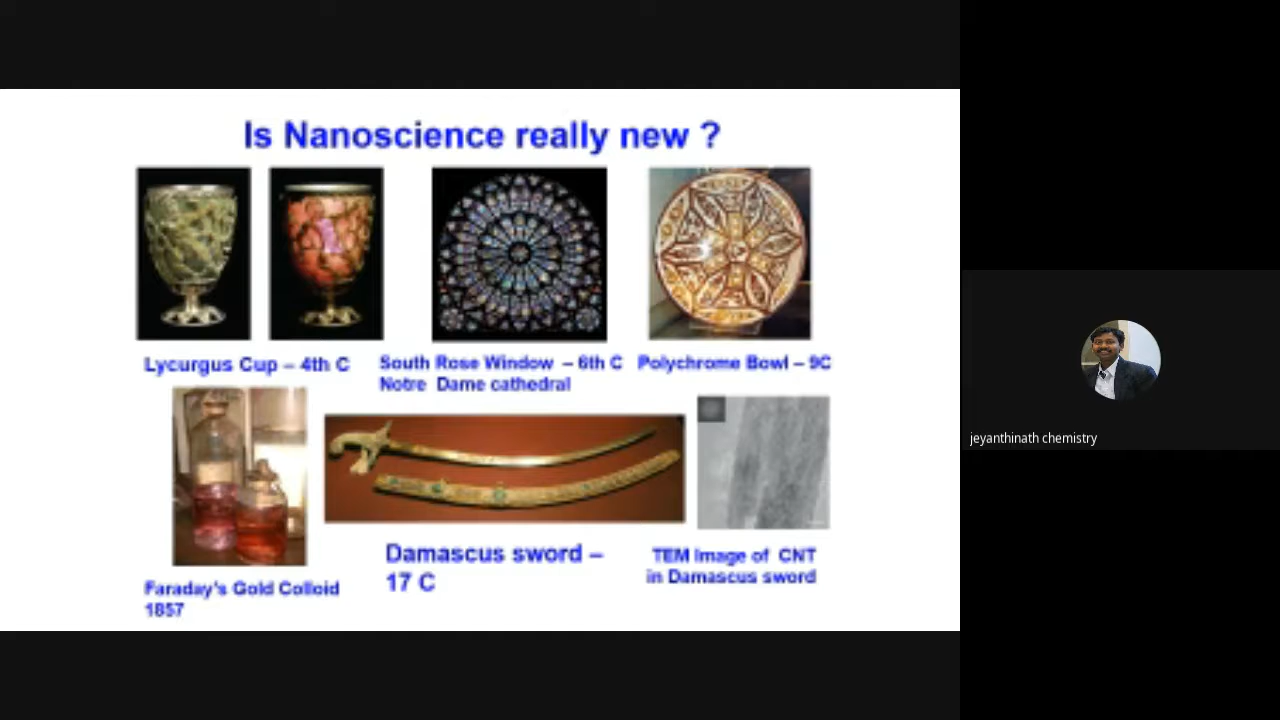 Is Nanoscience really new ?
Lycurgus Cup – 4th C
South Rose Window – 6th C
Notre Dame cathedral
Polychrome Bowl – 9C
Faraday's Gold Colloid
1857
Damascus sword –
17 C
TEM Image of CNT
in Damascus sword
jeyanthinath chemistry